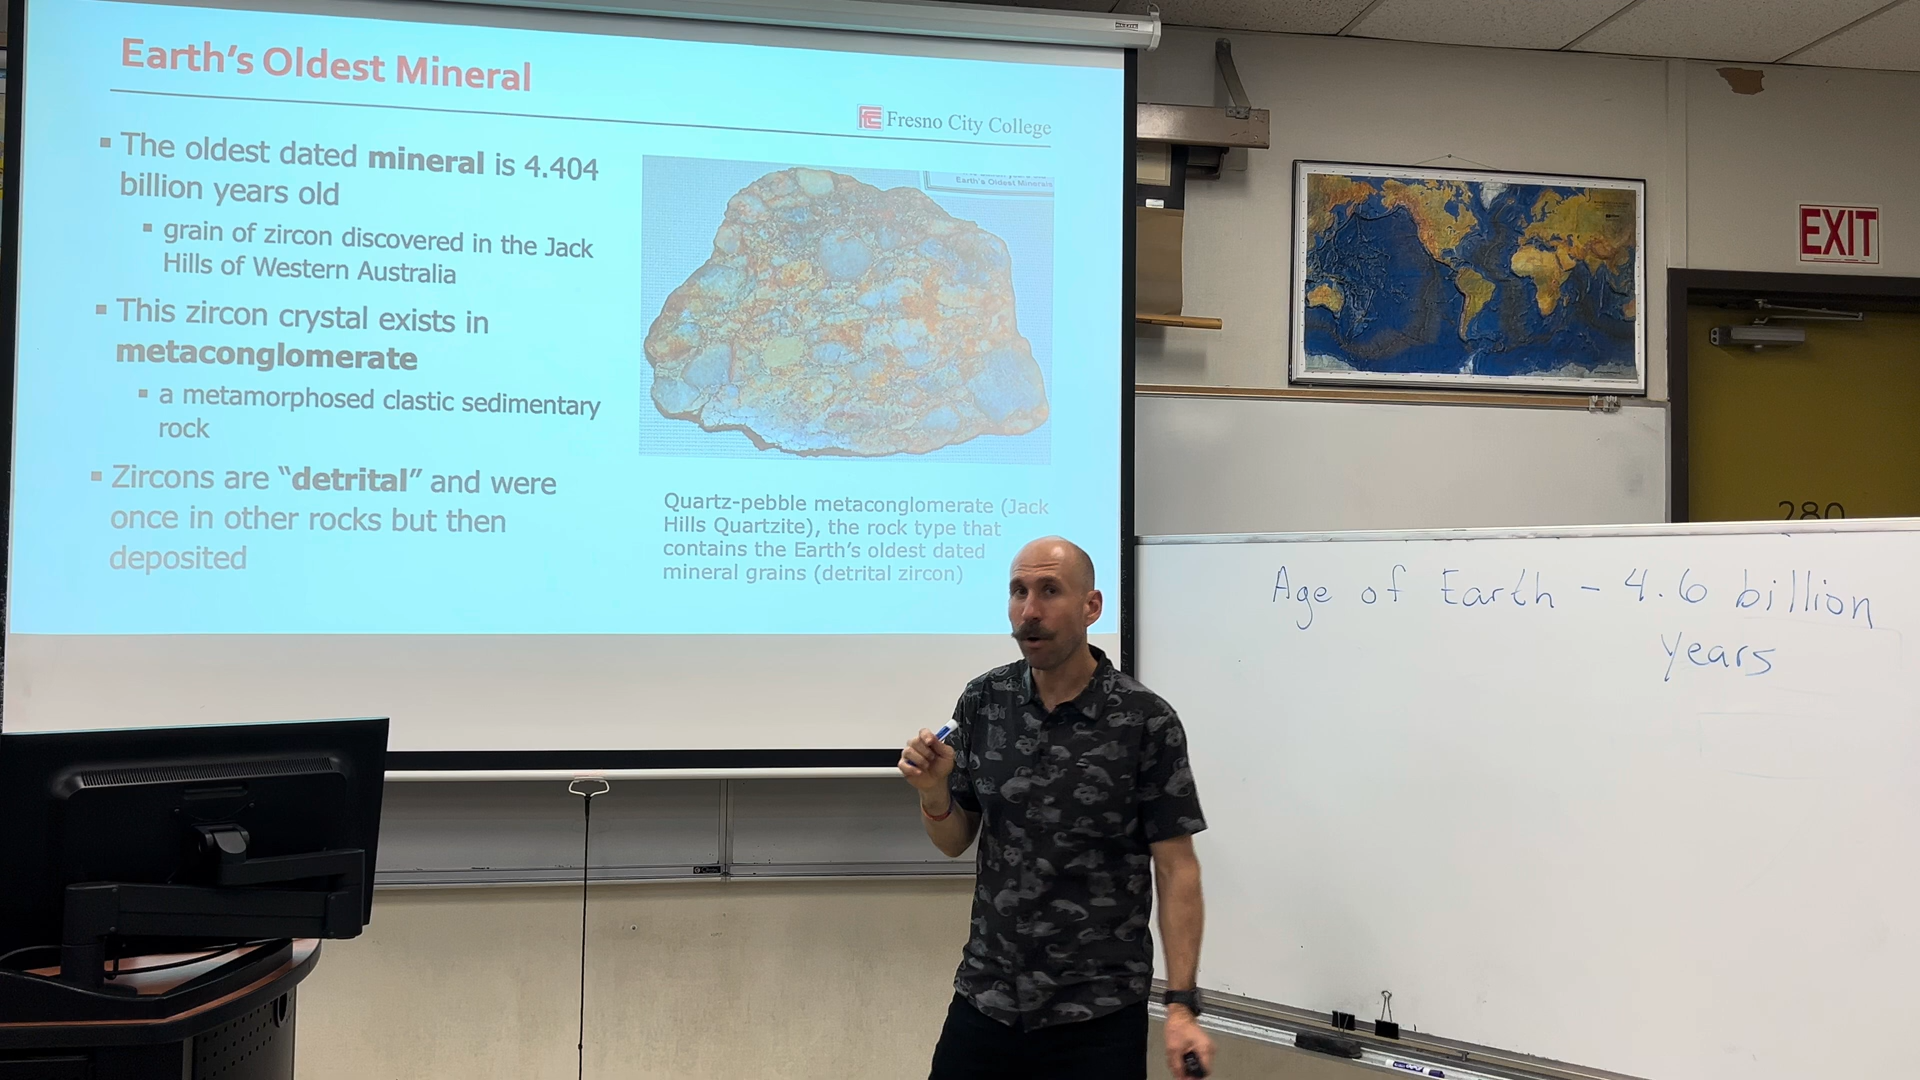 Earth's Oldest Mineral
Fresno City College
▪ The oldest dated mineral is 4.404
billion years old
▪ grain of zircon discovered in the Jack
Hills of Western Australia
▪ This zircon crystal exists in
metaconglomerate
▪ a metamorphosed clastic sedimentary
rock
▪ Zircons are “detrital” and were
once in other rocks but then
deposited
Earth's Oldest Minerals
Quartz-pebble metaconglomerate (Jack
Hills Quartzite), the rock type that
contains the Earth's oldest dated
mineral grains (detrital zircon)
EXIT
280
Age of Earth - 4.6 billion
years